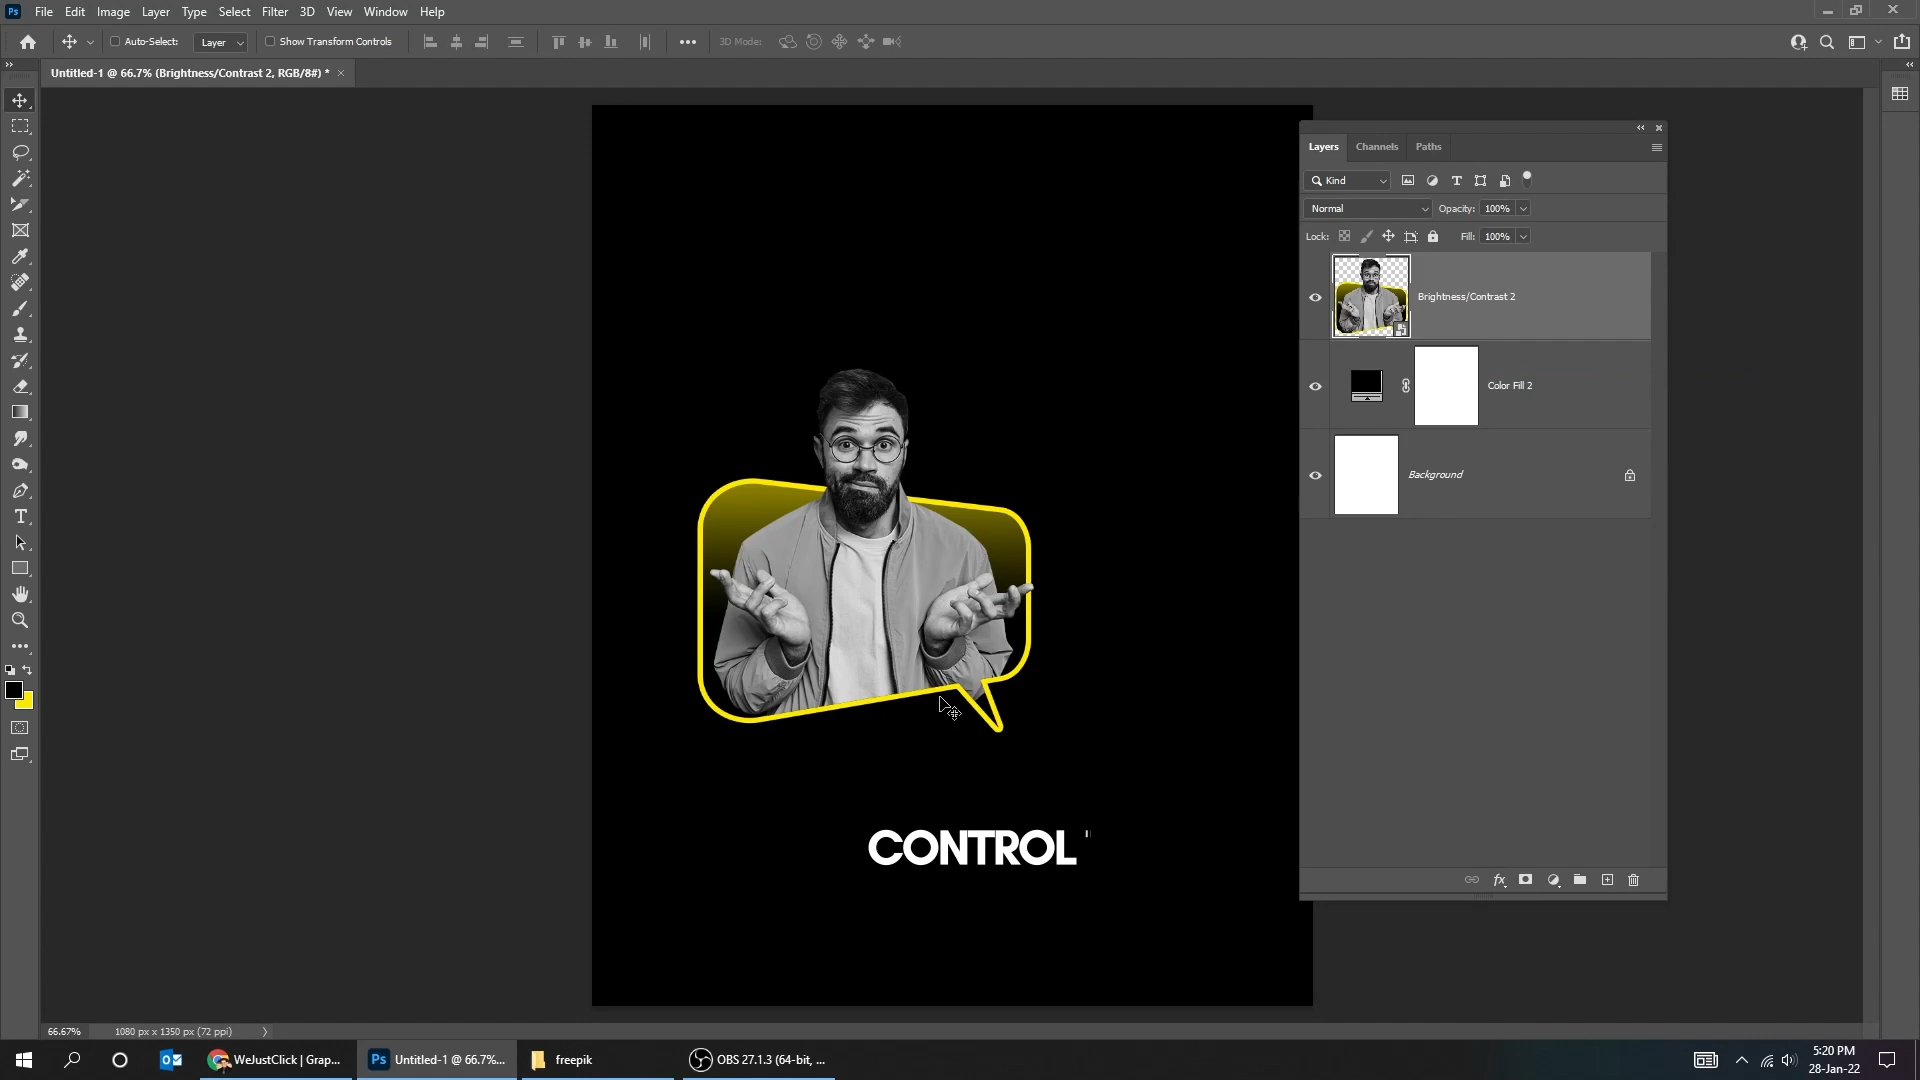 Ps File Edit Image Layer Type Select Filter 3D View Window Help
Auto-Select: Layer Show Transform Controls 3D Mode:
Untitled-1 @ 66.7% (Brightness/Contrast 2, RGB/8#) *
Layers Channels Paths
Kind
Normal Opacity: 100%
Lock: Fill: 100%
Brightness/Contrast 2
Color Fill 2
Background
CONTROL
66.67% 1080 px x 1350 px (72 ppi)
WeJustClick | Grap...
Ps Untitled-1 @ 66.7%...
freepik
OBS 27.1.3 (64-bit, ...
5:20 PM
28-Jan-22